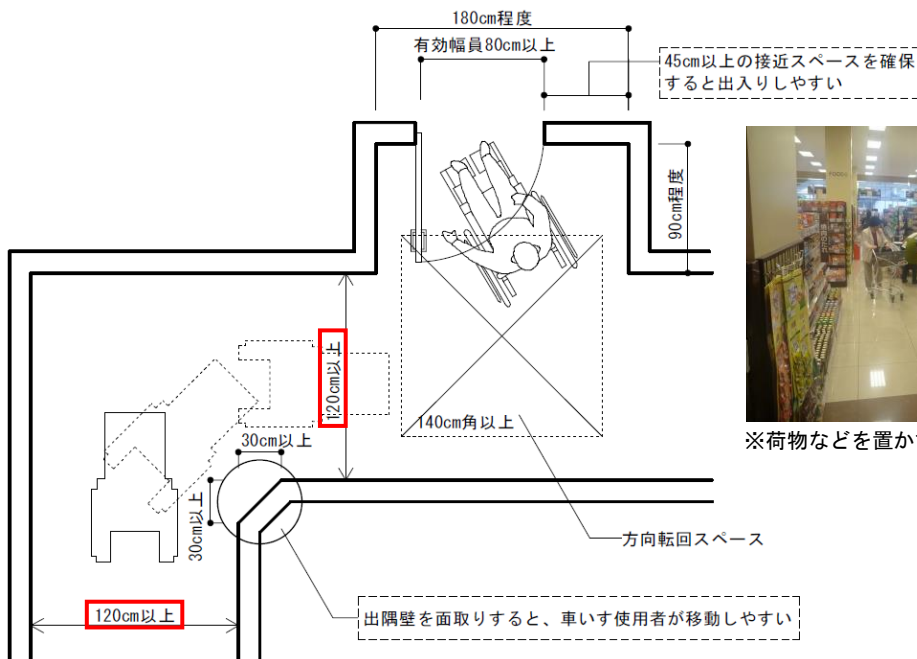 180cm程度
有効幅員80cm以上
45cm以上の接近スペースを確保
すると出入りしやすい
90cm程度
120cm以上
140cm角以上
30cm以上
30cm以上
※荷物などを置か
方向転回スペース
120cm以上
出隅壁を面取りすると、車いす使用者が移動しやすい